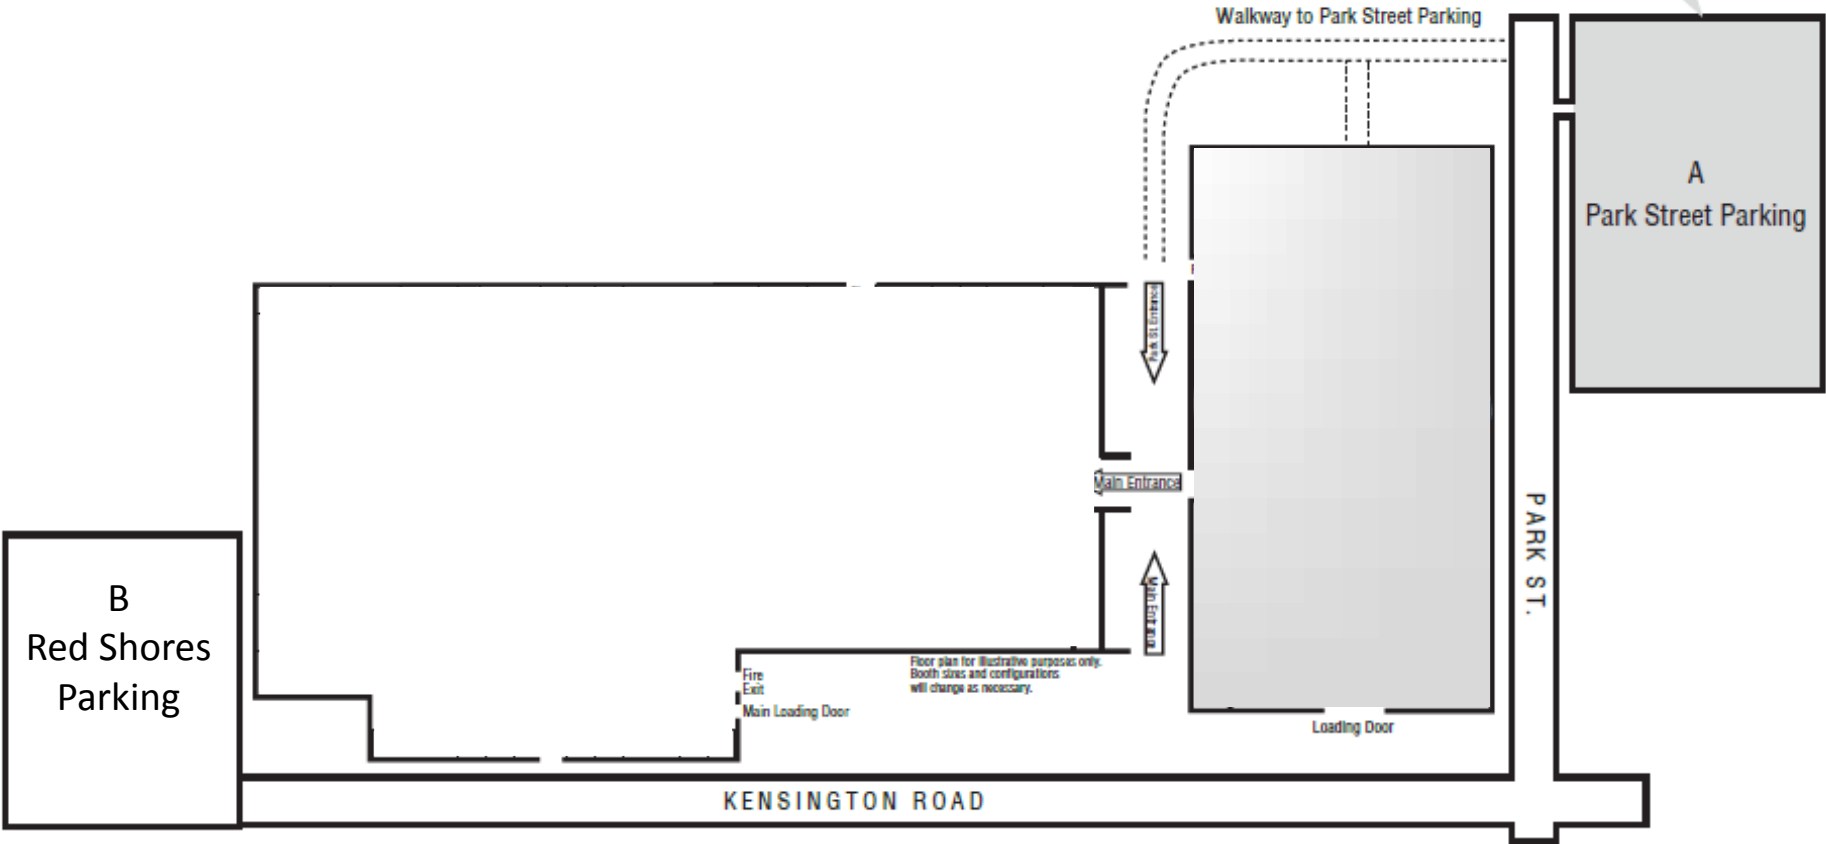 Walkway to Park Street Parking
A
Park Street Parking
Park St. Entrance
Main Entrance
PARK ST.
B
Red Shores
Parking
Main Entrance
Floor plan for illustrative purposes only.
Booth sizes and configurations
will change as necessary.
Fire
Exit
Main Loading Door
Loading Door
KENSINGTON ROAD